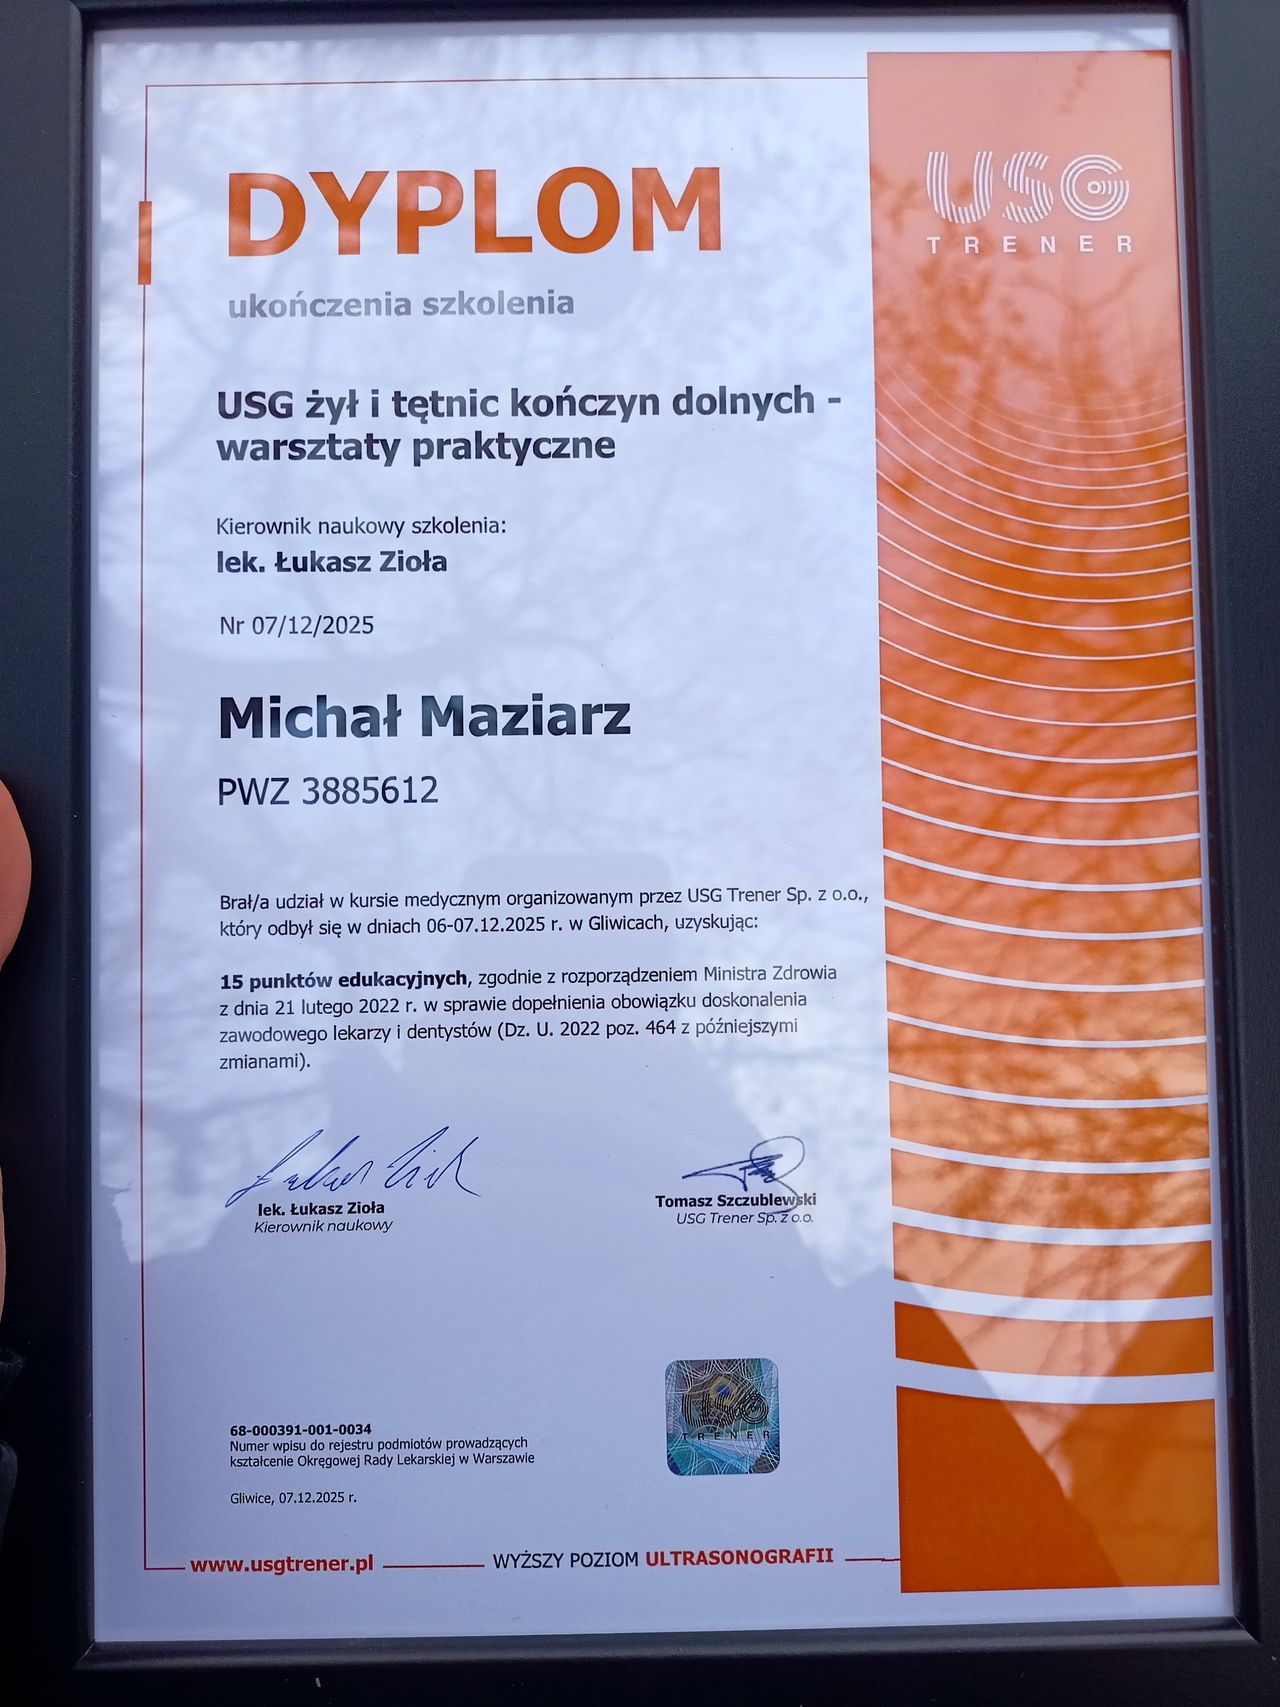 USG
TRENER
DYPLOM
ukończenia szkolenia
USG żył i tętnic kończyn dolnych -
warsztaty praktyczne
Kierownik naukowy szkolenia:
lek. Łukasz Zioła
Nr 07/12/2025
Michał Maziarz
PWZ 3885612
Brał/a udział w kursie medycznym organizowanym przez USG Trener Sp. z o.o.,
który odbył się w dniach 06-07.12.2025 r. w Gliwicach, uzyskując:
15 punktów edukacyjnych, zgodnie z rozporządzeniem Ministra Zdrowia
z dnia 21 lutego 2022 r. w sprawie dopełnienia obowiązku doskonalenia
zawodowego lekarzy i dentystów (Dz. U. 2022 poz. 464 z późniejszymi
zmianami).
lek. Łukasz Zioła
Kierownik naukowy
Tomasz Szczublewski
USG Trener Sp. z o.o.
USG
TRENER
68-000391-001-0034
Numer wpisu do rejestru podmiotów prowadzących
kształcenie Okręgowej Rady Lekarskiej w Warszawie
Gliwice, 07.12.2025 r.
www.usgtrener.pl
WYŻSZY POZIOM ULTRASONOGRAFII